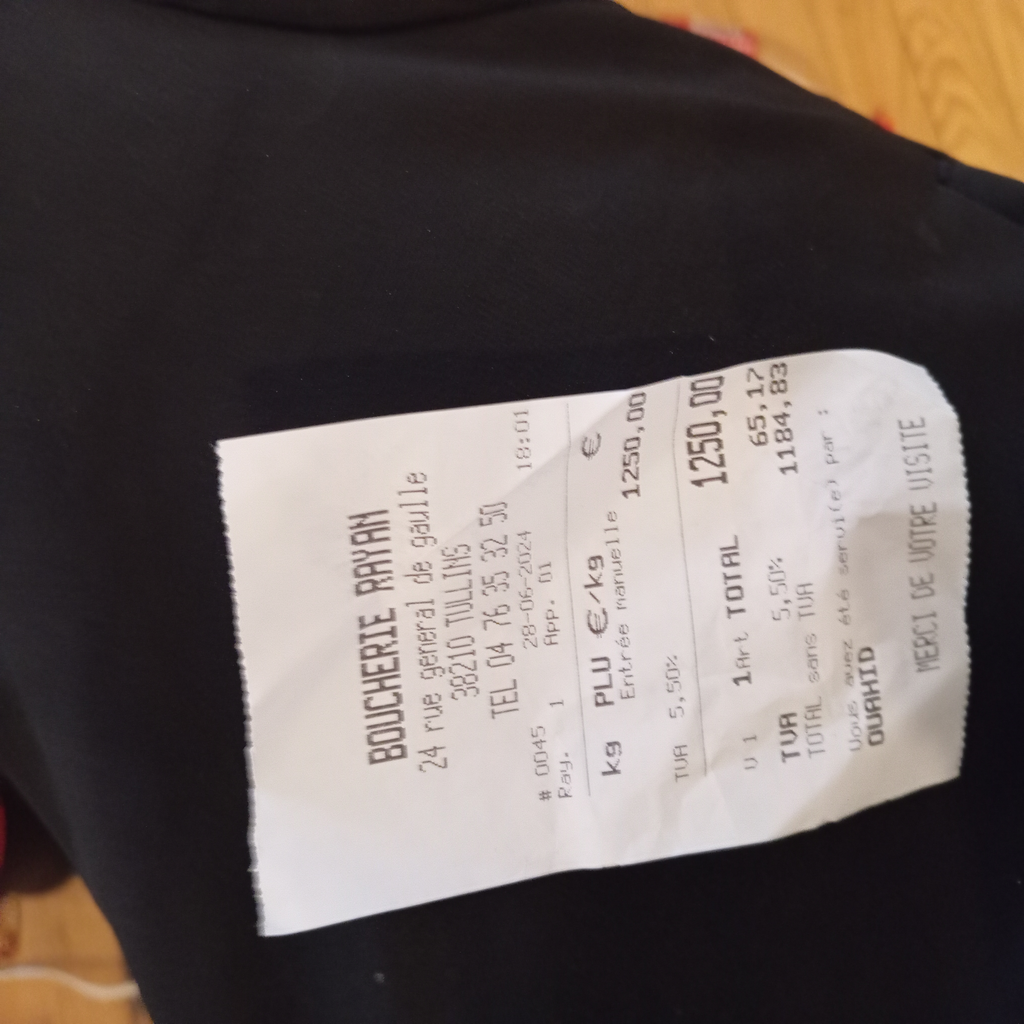 BOUCHERIE RAYAN
24 rue general de gaulle
38210 TULLINS
TEL 04 76 35 32 50
# 0045 28-06-2024 18:01
Ray. 1 App. 01
kg PLU €/kg €
Entrée manuelle 1250,00
TVA 5,50%
V 1 1Art TOTAL 1250,00
TVA 5,50% 65,17
TOTAL sans TVA 1184,83
Vous avez été servi(e) par :
OUAHID
MERCI DE VOTRE VISITE